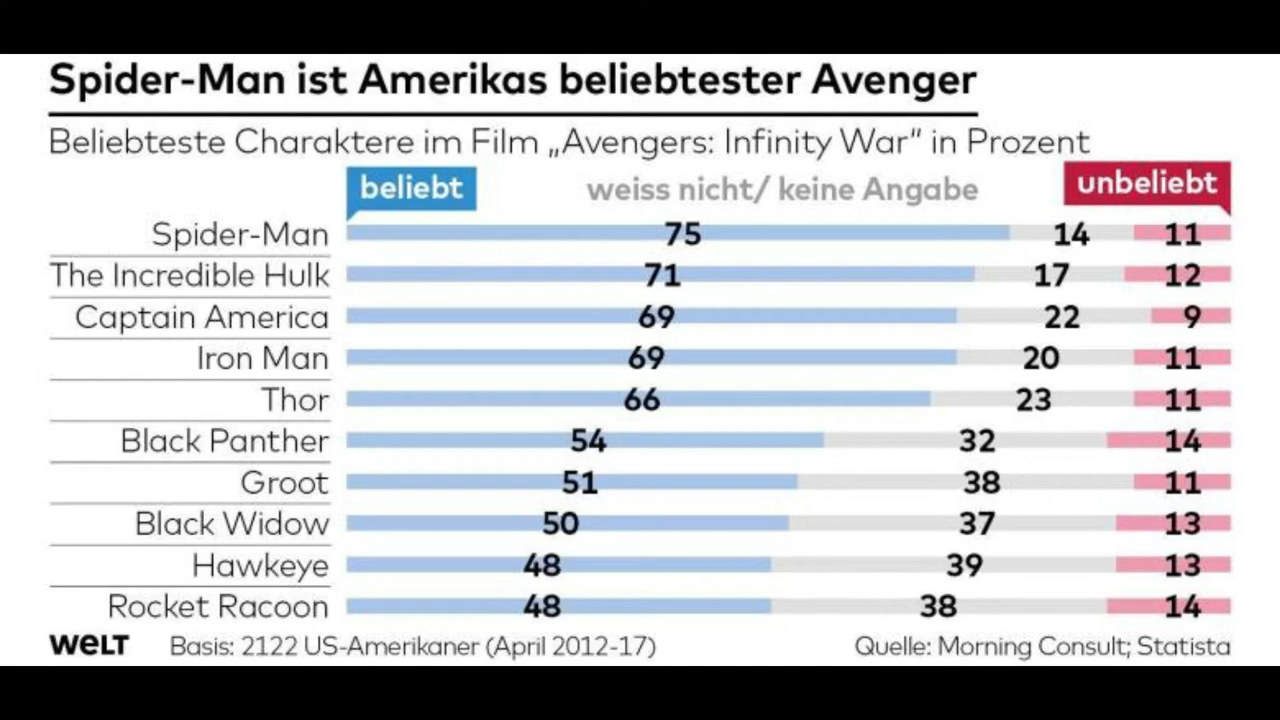 Spider-Man ist Amerikas beliebtester Avenger
Beliebteste Charaktere im Film „Avengers: Infinity War" in Prozent
beliebt weiss nicht/ keine Angabe unbeliebt
Spider-Man 75 14 11
The Incredible Hulk 71 17 12
Captain America 69 22 9
Iron Man 69 20 11
Thor 66 23 11
Black Panther 54 32 14
Groot 51 38 11
Black Widow 50 37 13
Hawkeye 48 39 13
Rocket Racoon 48 38 14
WELT Basis: 2122 US-Amerikaner (April 2012-17) Quelle: Morning Consult; Statista